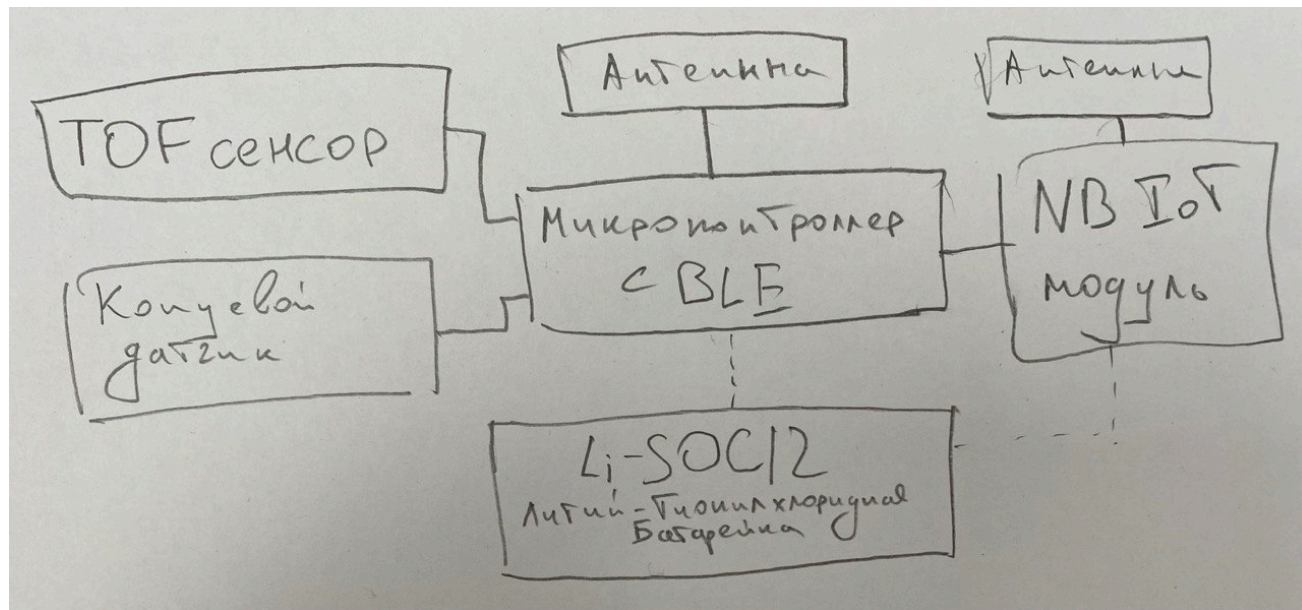 TOF сенсор
Антенна
Антенна
Концевой
датчик
Микроконтроллер
с BLE
NB IoT
модуль
Li-SOCl2
Литий-Тионилхлоридная
Батарейка